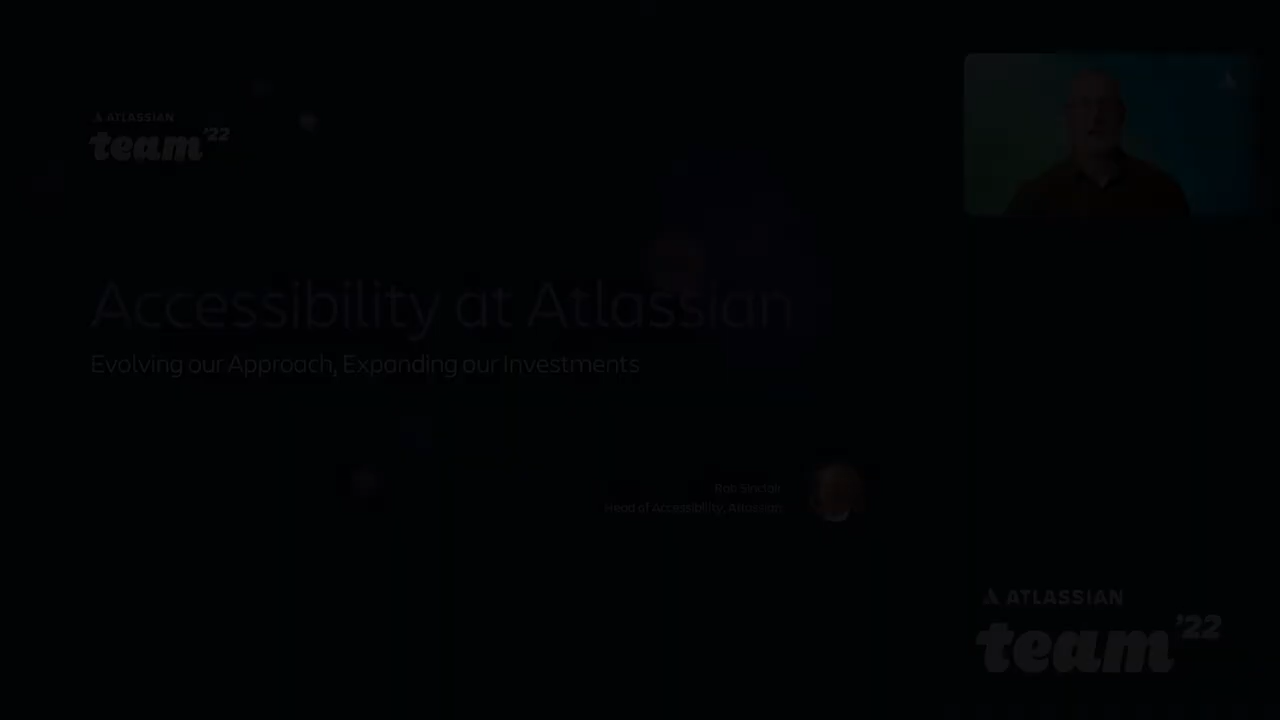 ATLASSIAN
team '22
Accessibility at Atlassian
Evolving our Approach, Expanding our Investments
Rob Sinclair
Head of Accessibility, Atlassian
ATLASSIAN
team '22